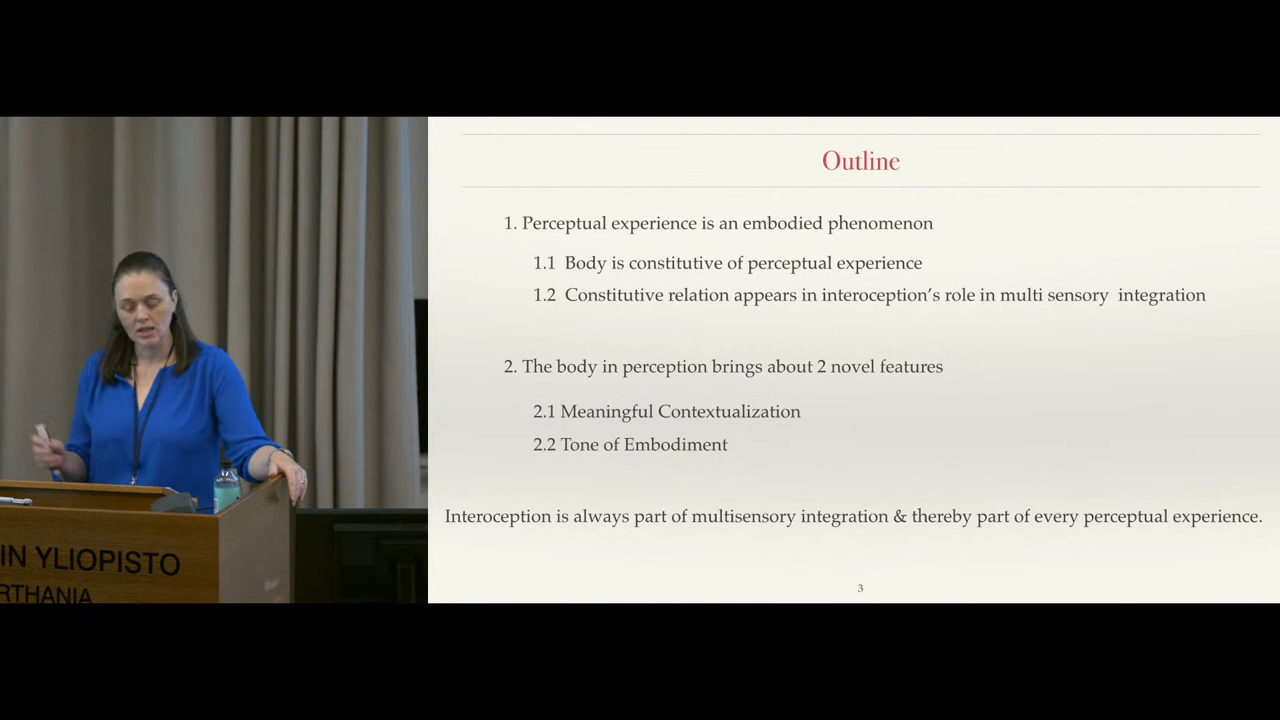 Outline
1. Perceptual experience is an embodied phenomenon
1.1 Body is constitutive of perceptual experience
1.2 Constitutive relation appears in interoception's role in multi sensory integration
2. The body in perception brings about 2 novel features
2.1 Meaningful Contextualization
2.2 Tone of Embodiment
Interoception is always part of multisensory integration & thereby part of every perceptual experience.
3
IN YLIOPISTO
RTHANIA